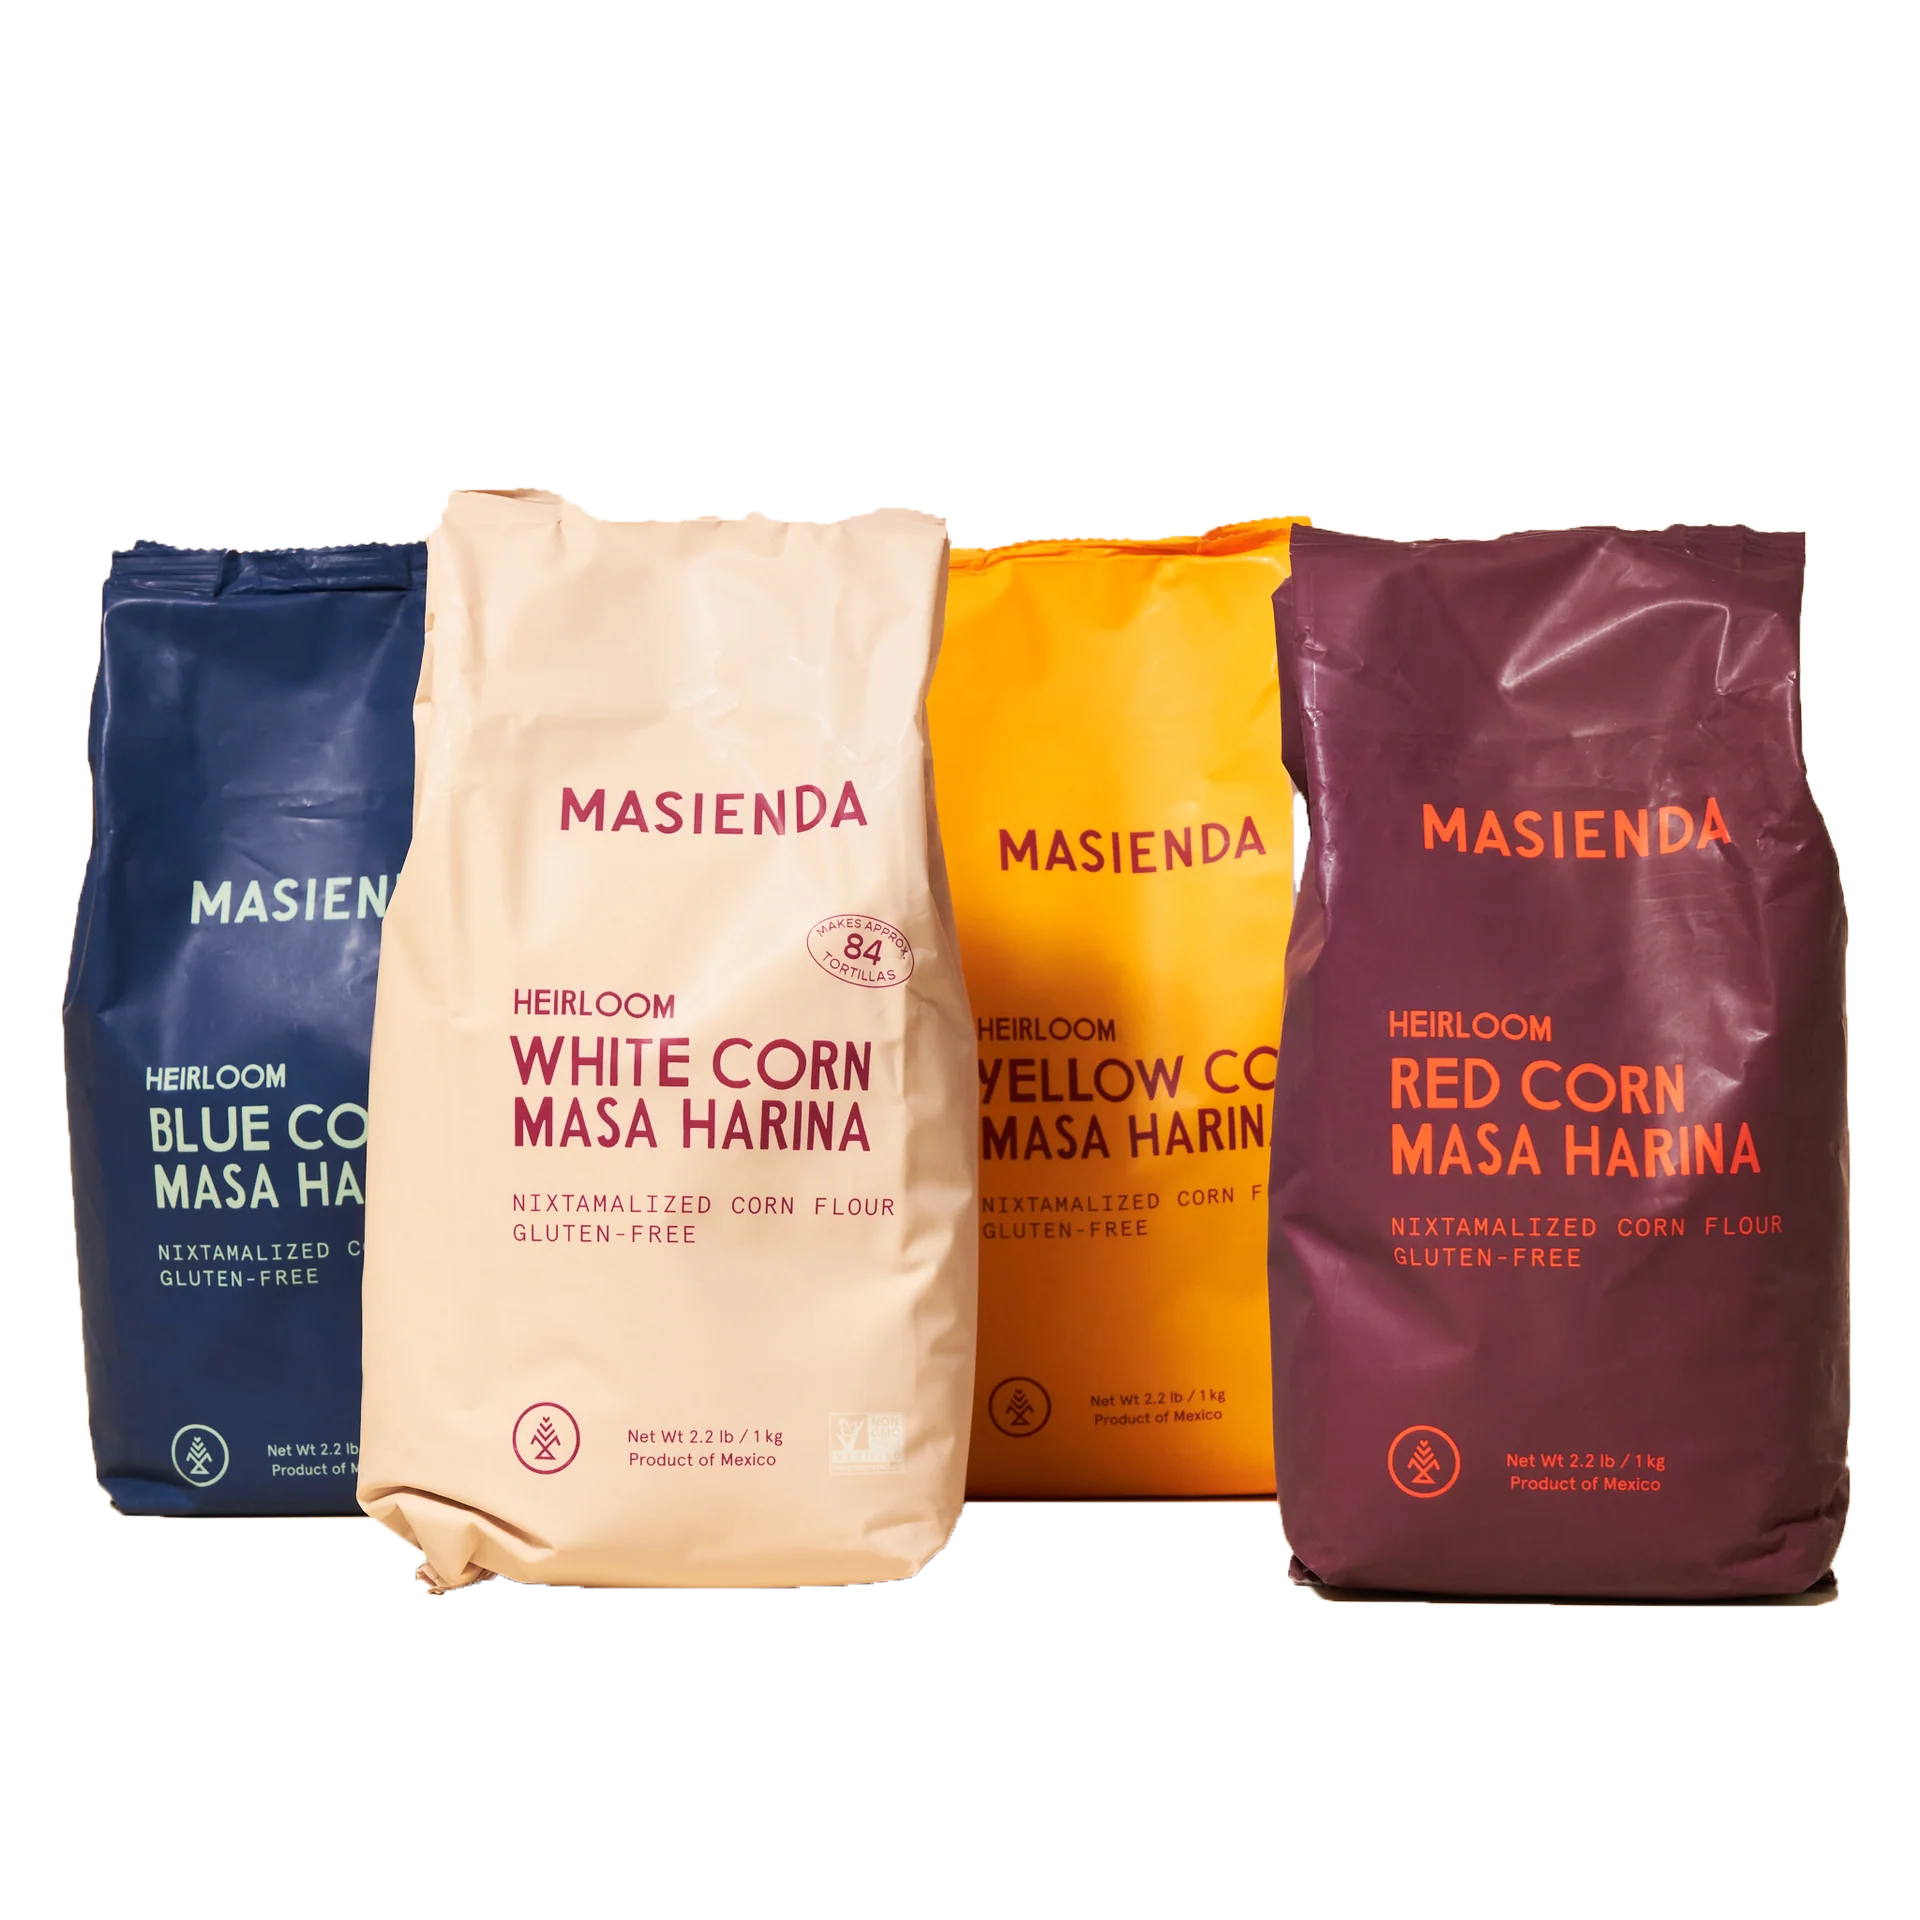 MASIEN
HEIRLOOM
BLUE CO
MASA HA
NIXTAMALIZED C
GLUTEN-FREE
Net Wt 2.2 lb
Product of M
MASIENDA
MAKES APPROX.
84
TORTILLAS
HEIRLOOM
WHITE CORN
MASA HARINA
NIXTAMALIZED CORN FLOUR
GLUTEN-FREE
Net Wt 2.2 lb / 1 kg
Product of Mexico
NON
GMO
MASIENDA
HEIRLOOM
YELLOW CO
MASA HARINA
NIXTAMALIZED CORN F
GLUTEN-FREE
Net Wt 2.2 lb / 1 kg
Product of Mexico
MASIENDA
HEIRLOOM
RED CORN
MASA HARINA
NIXTAMALIZED CORN FLOUR
GLUTEN-FREE
Net Wt 2.2 lb / 1 kg
Product of Mexico